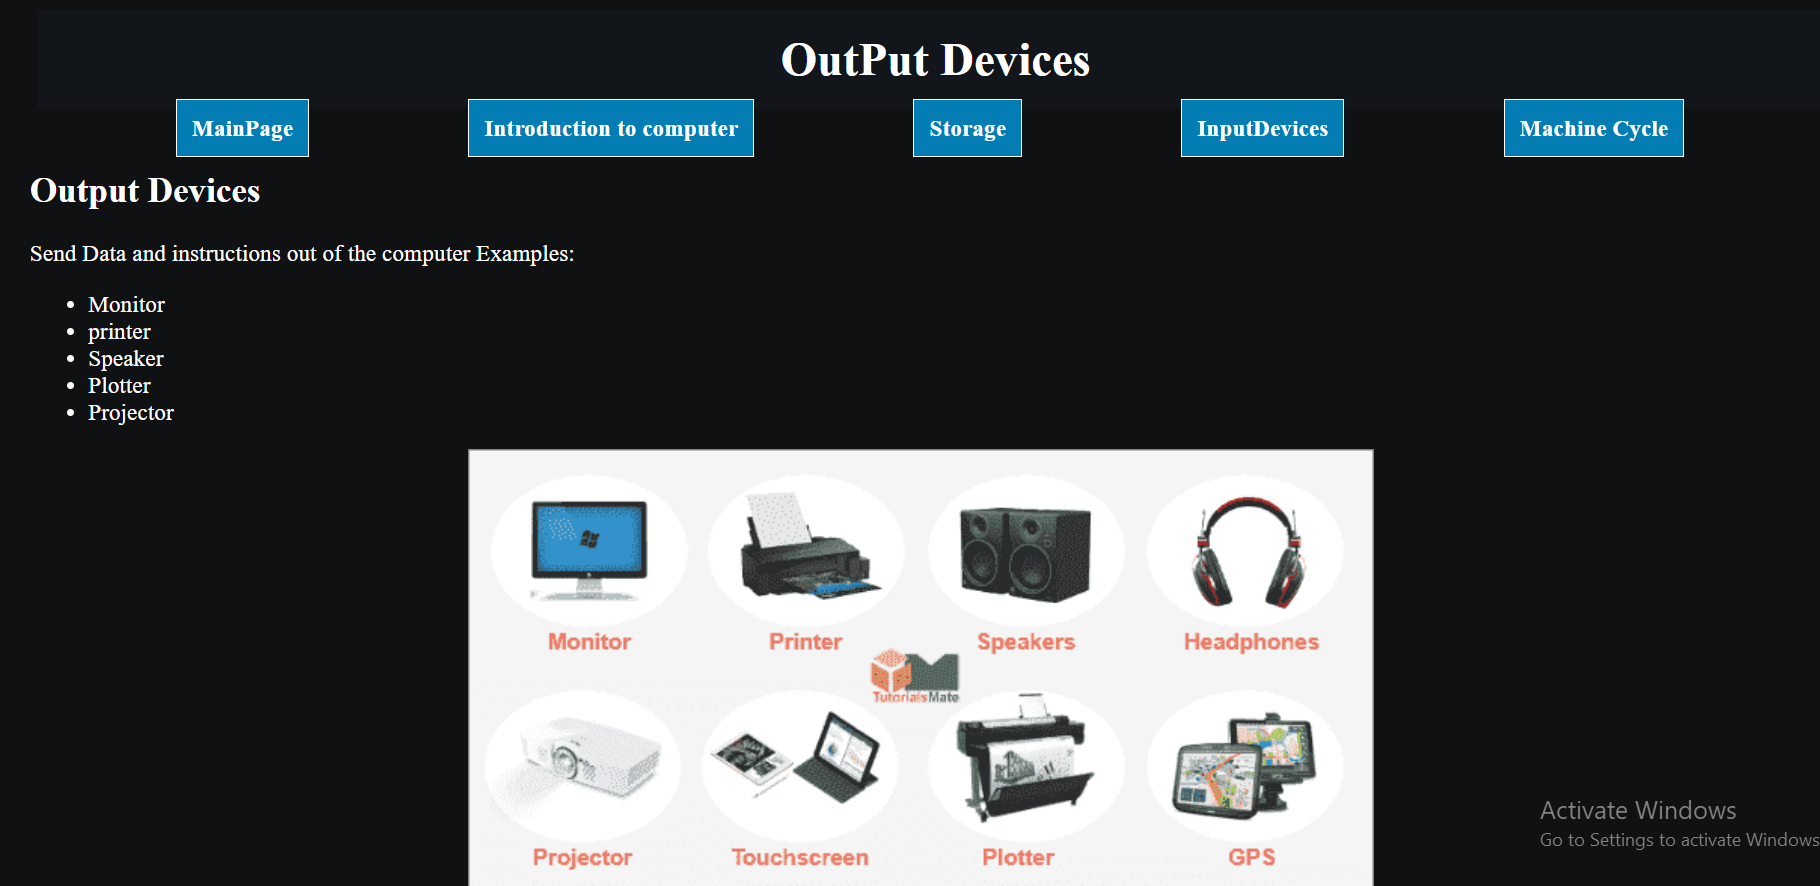 OutPut Devices
MainPage
Introduction to computer
Storage
InputDevices
Machine Cycle
Output Devices
Send Data and instructions out of the computer Examples:
Monitor
printer
Speaker
Plotter
Projector
Monitor
Printer
Speakers
Headphones
TutorialsMate
Projector
Touchscreen
Plotter
GPS
Activate Windows
Go to Settings to activate Windows